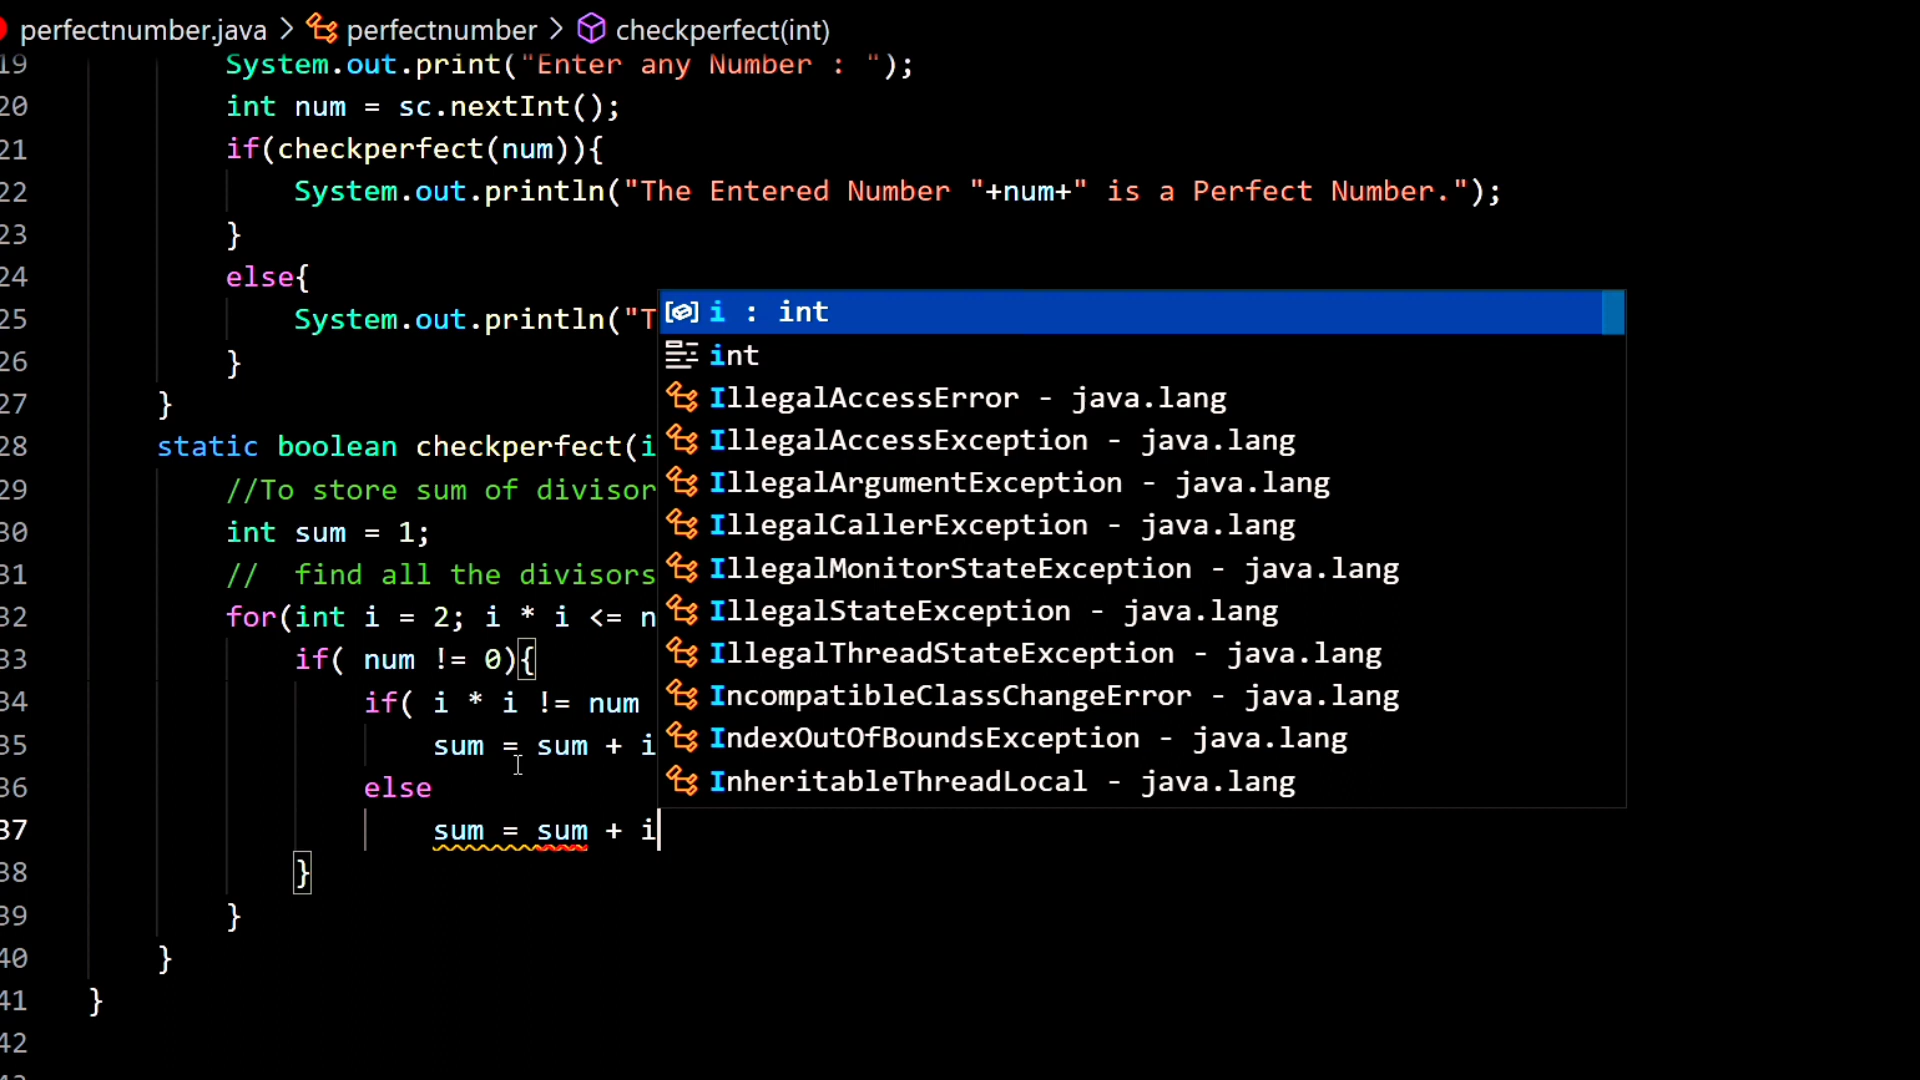 perfectnumber.java > perfectnumber > checkperfect(int)
19 System.out.print("Enter any Number : ");
20 int num = sc.nextInt();
21 if(checkperfect(num)){
22 System.out.println("The Entered Number "+num+" is a Perfect Number.");
23 }
24 else{
25 System.out.println("T
26 }
27 }
28 static boolean checkperfect(i
29 //To store sum of divisor
30 int sum = 1;
31 // find all the divisors
32 for(int i = 2; i * i <= n
33 if( num != 0){
34 if( i * i != num
35 sum = sum + i
36 else
37 sum = sum + i
38 }
39 }
40 }
41 }
42
i : int
int
IllegalAccessError - java.lang
IllegalAccessException - java.lang
IllegalArgumentException - java.lang
IllegalCallerException - java.lang
IllegalMonitorStateException - java.lang
IllegalStateException - java.lang
IllegalThreadStateException - java.lang
IncompatibleClassChangeError - java.lang
IndexOutOfBoundsException - java.lang
InheritableThreadLocal - java.lang